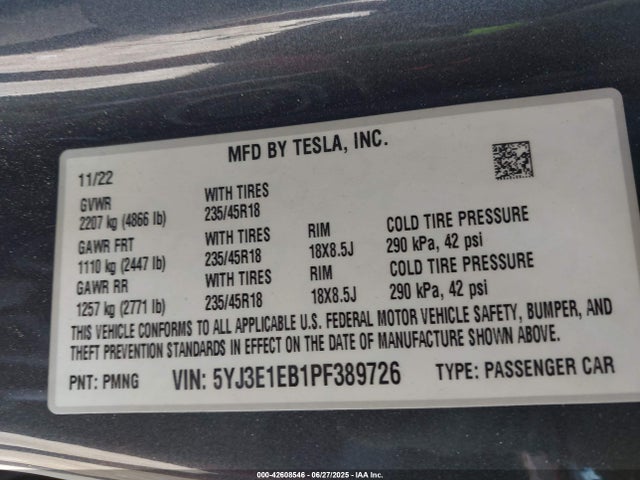 MFD BY TESLA, INC.
11/22
GVWR
2207 kg (4866 lb)
WITH TIRES
235/45R18
GAWR FRT
1110 kg (2447 lb)
WITH TIRES
235/45R18
RIM
18X8.5J
COLD TIRE PRESSURE
290 kPa, 42 psi
GAWR RR
1257 kg (2771 lb)
WITH TIRES
235/45R18
RIM
18X8.5J
COLD TIRE PRESSURE
290 kPa, 42 psi
THIS VEHICLE CONFORMS TO ALL APPLICABLE U.S. FEDERAL MOTOR VEHICLE SAFETY, BUMPER, AND
THEFT PREVENTION STANDARDS IN EFFECT ON THE DATE OF MANUFACTURE SHOWN ABOVE.
PNT: PMNG VIN: 5YJ3E1EB1PF389726 TYPE: PASSENGER CAR
000-42608546 - 06/27/2025 - IAA Inc.